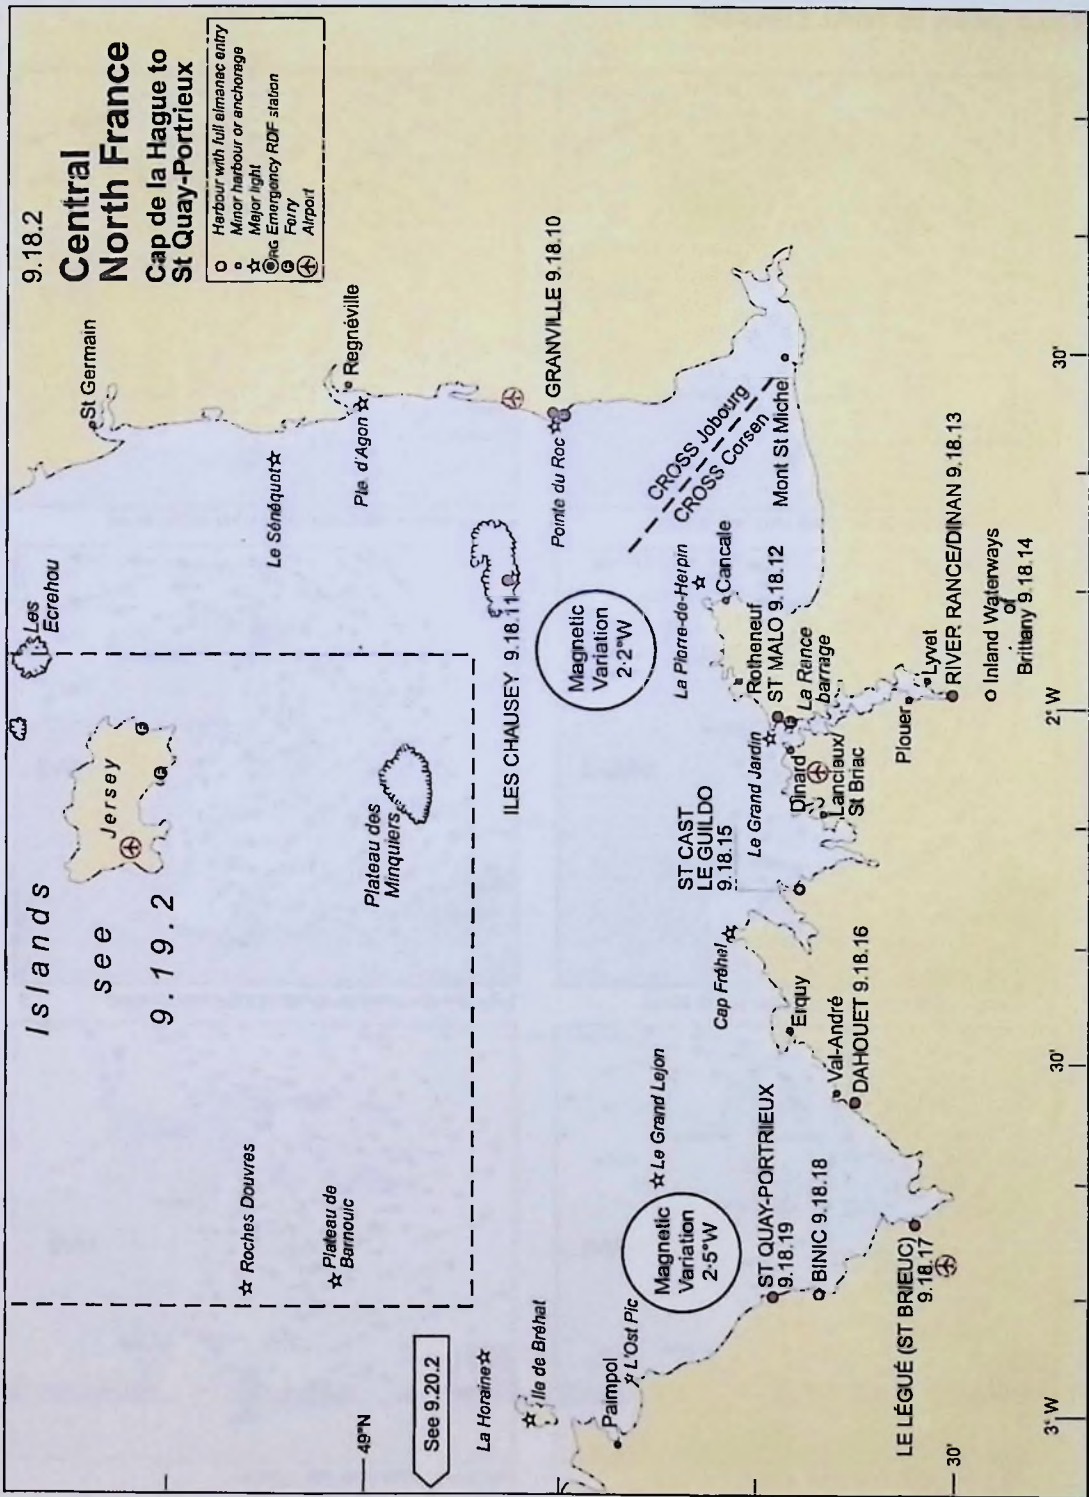 9.18.2
Central
North France
Cap de la Hague to
St Quay-Portrieux
Harbour with full almanac entry
Minor harbour or anchorage
Major light
RG Emergency RDF station
Ferry
Airport
Islands
see
9.19.2
Jersey
Les
Ecrehou
St Germain
Le Sénéquet
Regnéville
Pte. d'Agon
Roches Douvres
Plateau de
Barnouic
Plateau des
Minquiers
49°N
See 9.20.2
La Horaine
Ile de Bréhat
ILES CHAUSEY 9.18.11
GRANVILLE 9.18.10
Pointe du Roc
Magnetic
Variation
2·2°W
CROSS Jobourg
CROSS Corsen
Paimpol
L'Ost Pic
Magnetic
Variation
2·5°W
Le Grand Lejon
Cap Fréhel
ST CAST
LE GUILDO
9.18.15
La Pierre-de-Herpin
Cancale
Rotheneuf
Le Grand Jardin
ST MALO 9.18.12
La Rance
barrage
Mont St Michel
ST QUAY-PORTRIEUX
9.18.19
BINIC 9.18.18
Erquy
Val-André
DAHOUET 9.18.16
Dinard
Lancieux/
St Briac
LE LÉGUÉ (ST BRIEUC)
9.18.17
Plouer
Lyvet
RIVER RANCE/DINAN 9.18.13
Inland Waterways
of
Brittany 9.18.14
30'
3° W
30'
2° W
30'